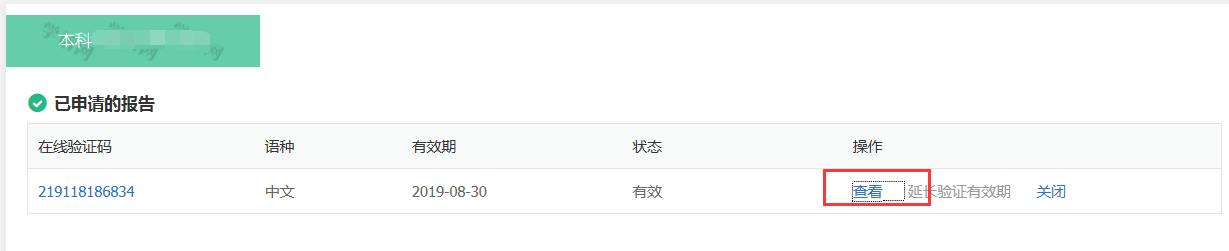 本科
已申请的报告
在线验证码 语种 有效期 状态 操作
219118186834 中文 2019-08-30 有效 查看 延长验证有效期 关闭